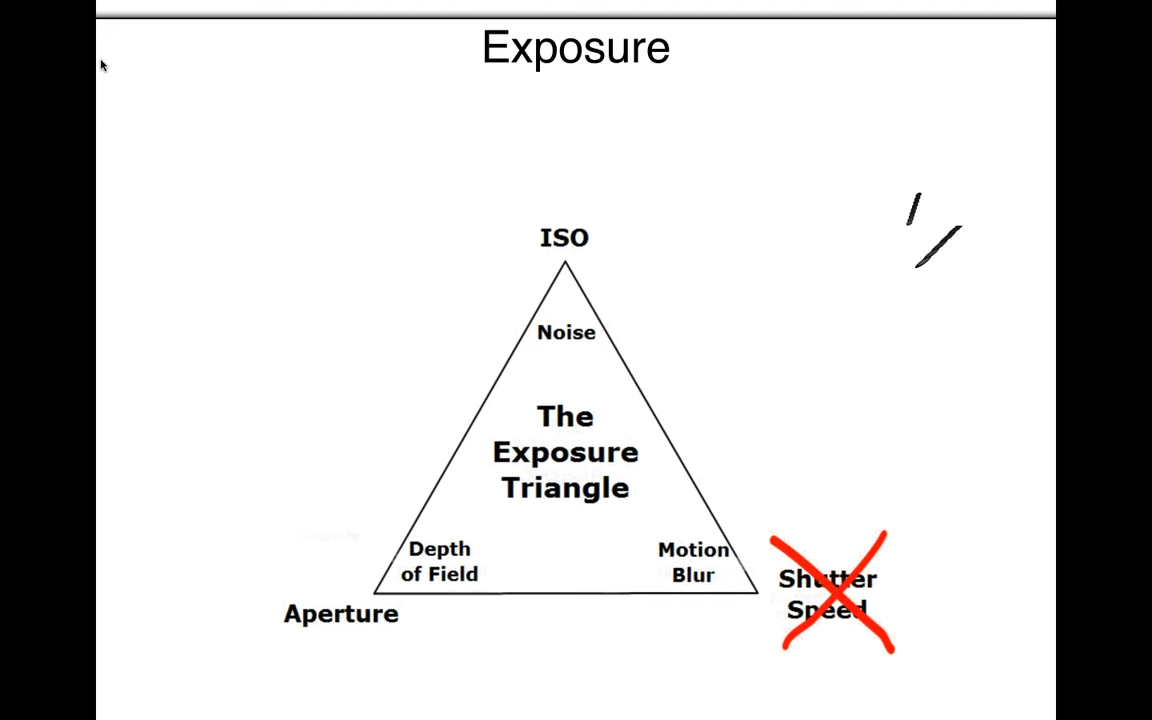 Exposure
ISO
Noise
The
Exposure
Triangle
Depth
of Field
Motion
Blur
Aperture
Shutter
Speed